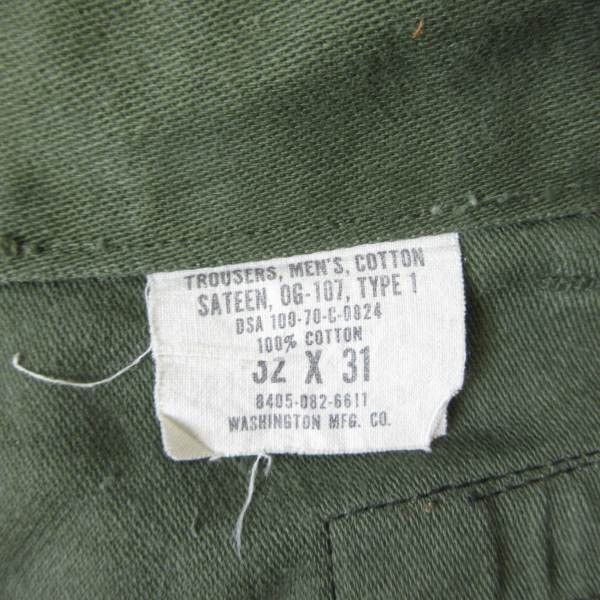 TROUSERS, MEN'S, COTTON
SATEEN, OG-107, TYPE 1
DSA 100-70-C-0824
100% COTTON
32 X 31
8405-082-6611
WASHINGTON MFG. CO.